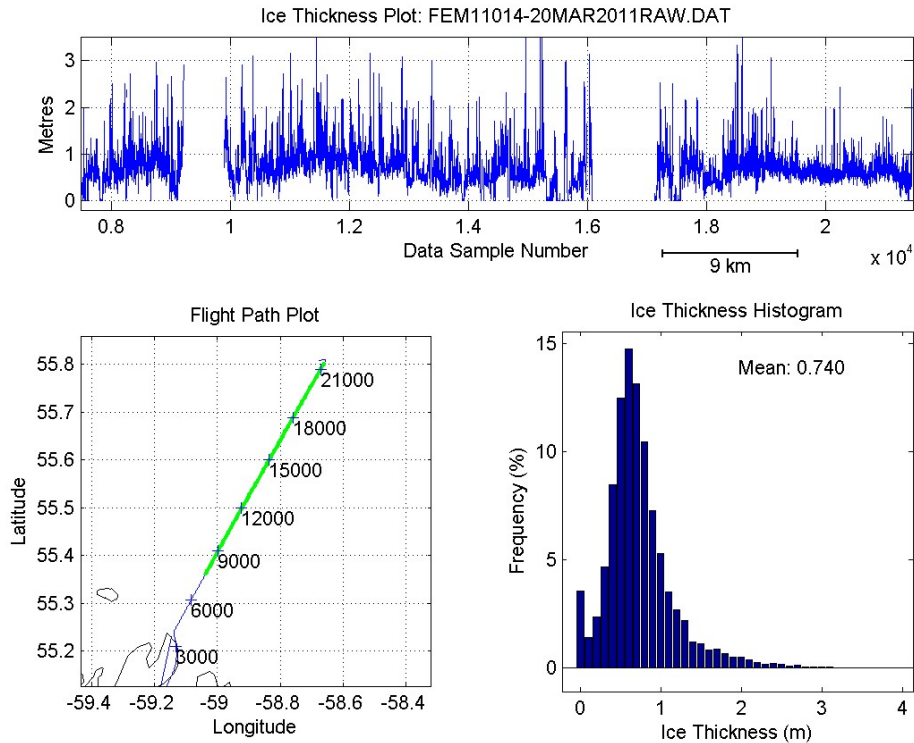 Ice Thickness Plot: FEM11014-20MAR2011RAW.DAT
3
2
1
0
Metres
0.8 1 1.2 1.4 1.6 1.8 2
Data Sample Number
x 10^4
9 km
Flight Path Plot
55.8
55.7
55.6
55.5
55.4
55.3
55.2
Latitude
21000
18000
15000
12000
9000
6000
3000
-59.4 -59.2 -59 -58.8 -58.6 -58.4
Longitude
Ice Thickness Histogram
Mean: 0.740
15
10
5
0
Frequency (%)
0 1 2 3 4
Ice Thickness (m)